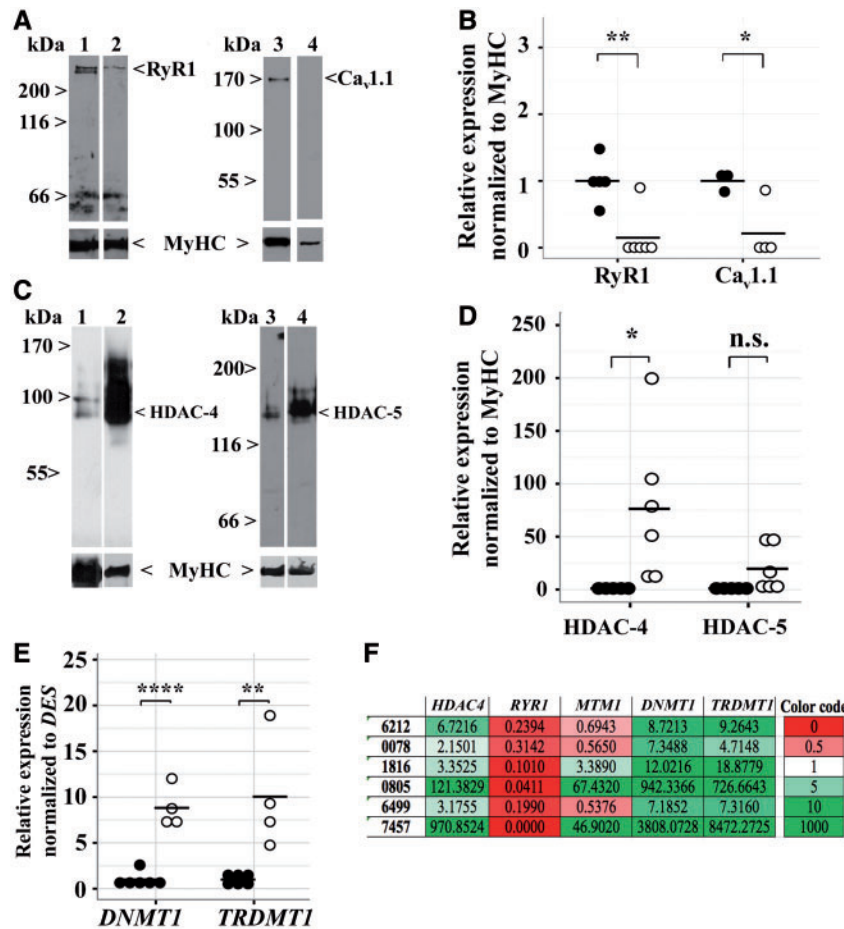 A
kDa 1 2
200 >
116 >
66 >
<RyR1
3 4
170 >
100 >
55 >
<Cav1.1
< MyHC >
B
Relative expression
normalized to MyHC
3
2
1
0
** *
RyR1 Cav1.1
C
kDa 1 2
170 >
100 >
55>
< HDAC-4
kDa 3 4
200 >
116 >
66 >
< HDAC-5
< MyHC >
D
Relative expression
normalized to MyHC
250
200
150
100
50
0
* n.s.
HDAC-4 HDAC-5
E
Relative expression
normalized to DES
25
20
15
10
5
0
**** **
DNMT1 TRDMT1
F
HDAC4 RYR1 MTM1 DNMT1 TRDMT1 Color code
6212 6.7216 0.2394 0.6943 8.7213 9.2643 0
0078 2.1501 0.3142 0.5650 7.3488 4.7148 0.5
1816 3.3525 0.1010 3.3890 12.0216 18.8779 1
0805 121.3829 0.0411 67.4320 942.3366 726.6643 5
6499 3.1755 0.1990 0.5376 7.1852 7.3160 10
7457 970.8524 0.0000 46.9020 3808.0728 8472.2725 1000